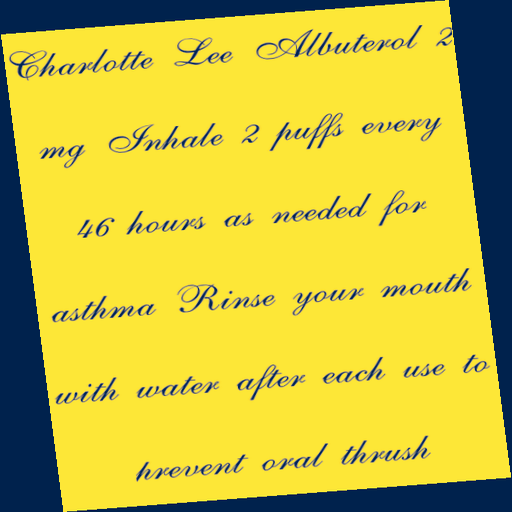 Charlotte Lee Albuterol 2
mg Inhale 2 puffs every
46 hours as needed for
asthma Rinse your mouth
with water after each use to
prevent oral thrush